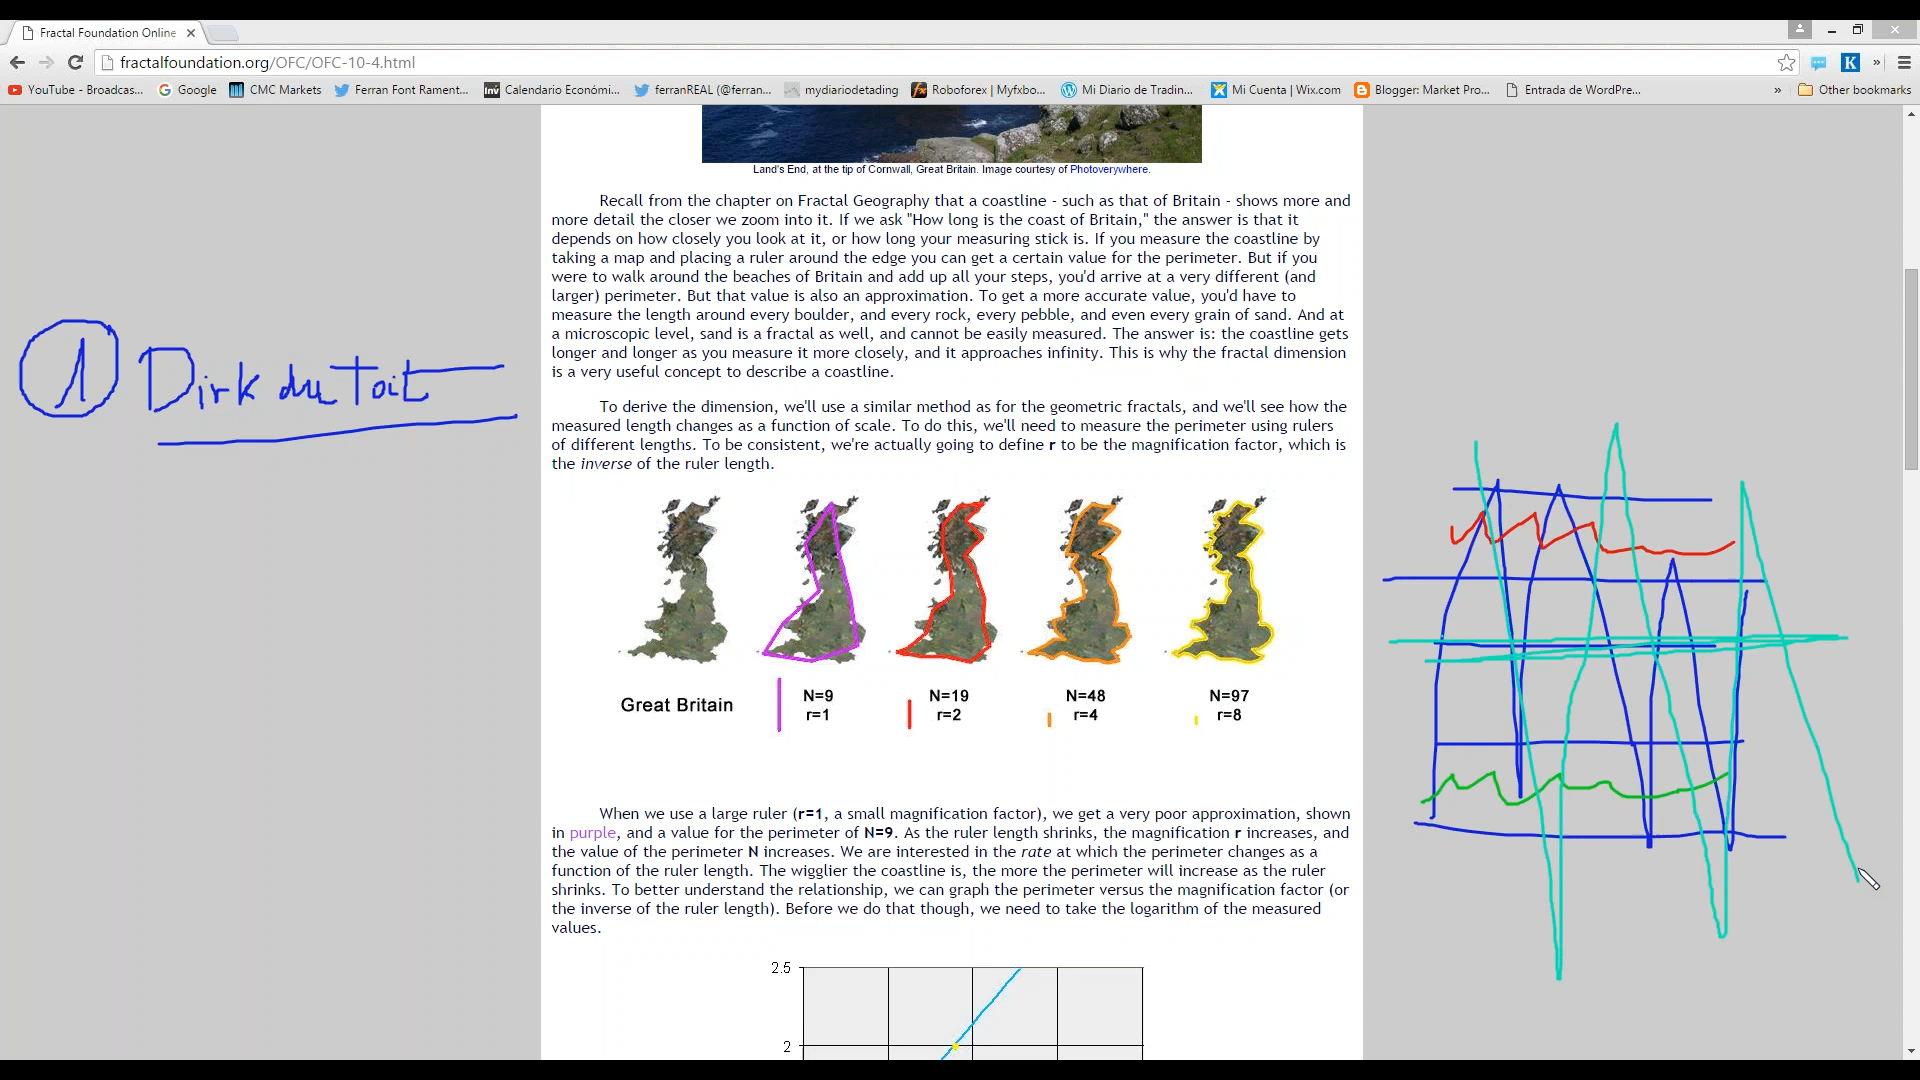 Fractal Foundation Online
fractalfoundation.org/OFC/OFC-10-4.html
YouTube - Broadcas... Google CMC Markets Ferran Font Rament... Calendario Económi... ferranREAL (@ferran... mydiariodetading Roboforex | Myfxbo... Mi Diario de Tradin... Mi Cuenta | Wix.com Blogger: Market Pro... Entrada de WordPre... » Other bookmarks
Land's End, at the tip of Cornwall, Great Britain. Image courtesy of Photoverywhere.
Recall from the chapter on Fractal Geography that a coastline - such as that of Britain - shows more and
more detail the closer we zoom into it. If we ask "How long is the coast of Britain," the answer is that it
depends on how closely you look at it, or how long your measuring stick is. If you measure the coastline by
taking a map and placing a ruler around the edge you can get a certain value for the perimeter. But if you
were to walk around the beaches of Britain and add up all your steps, you'd arrive at a very different (and
larger) perimeter. But that value is also an approximation. To get a more accurate value, you'd have to
measure the length around every boulder, and every rock, every pebble, and even every grain of sand. And at
a microscopic level, sand is a fractal as well, and cannot be easily measured. The answer is: the coastline gets
longer and longer as you measure it more closely, and it approaches infinity. This is why the fractal dimension
is a very useful concept to describe a coastline.
1 Dirk du Toit
To derive the dimension, we'll use a similar method as for the geometric fractals, and we'll see how the
measured length changes as a function of scale. To do this, we'll need to measure the perimeter using rulers
of different lengths. To be consistent, we're actually going to define r to be the magnification factor, which is
the inverse of the ruler length.
Great Britain
N=9 N=19 N=48 N=97
r=1 r=2 r=4 r=8
When we use a large ruler (r=1, a small magnification factor), we get a very poor approximation, shown
in purple, and a value for the perimeter of N=9. As the ruler length shrinks, the magnification r increases, and
the value of the perimeter N increases. We are interested in the rate at which the perimeter changes as a
function of the ruler length. The wigglier the coastline is, the more the perimeter will increase as the ruler
shrinks. To better understand the relationship, we can graph the perimeter versus the magnification factor (or
the inverse of the ruler length). Before we do that though, we need to take the logarithm of the measured
values.
2.5
2